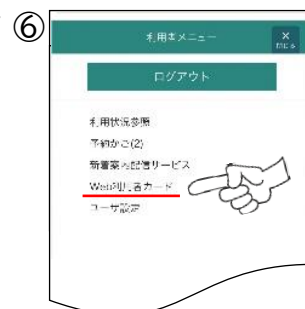 ⑥
利用者メニュー
×
閉じる
ログアウト
利用状況参照
予約かご(2)
新着案内配信サービス
Web利用者カード
ユーザ設定